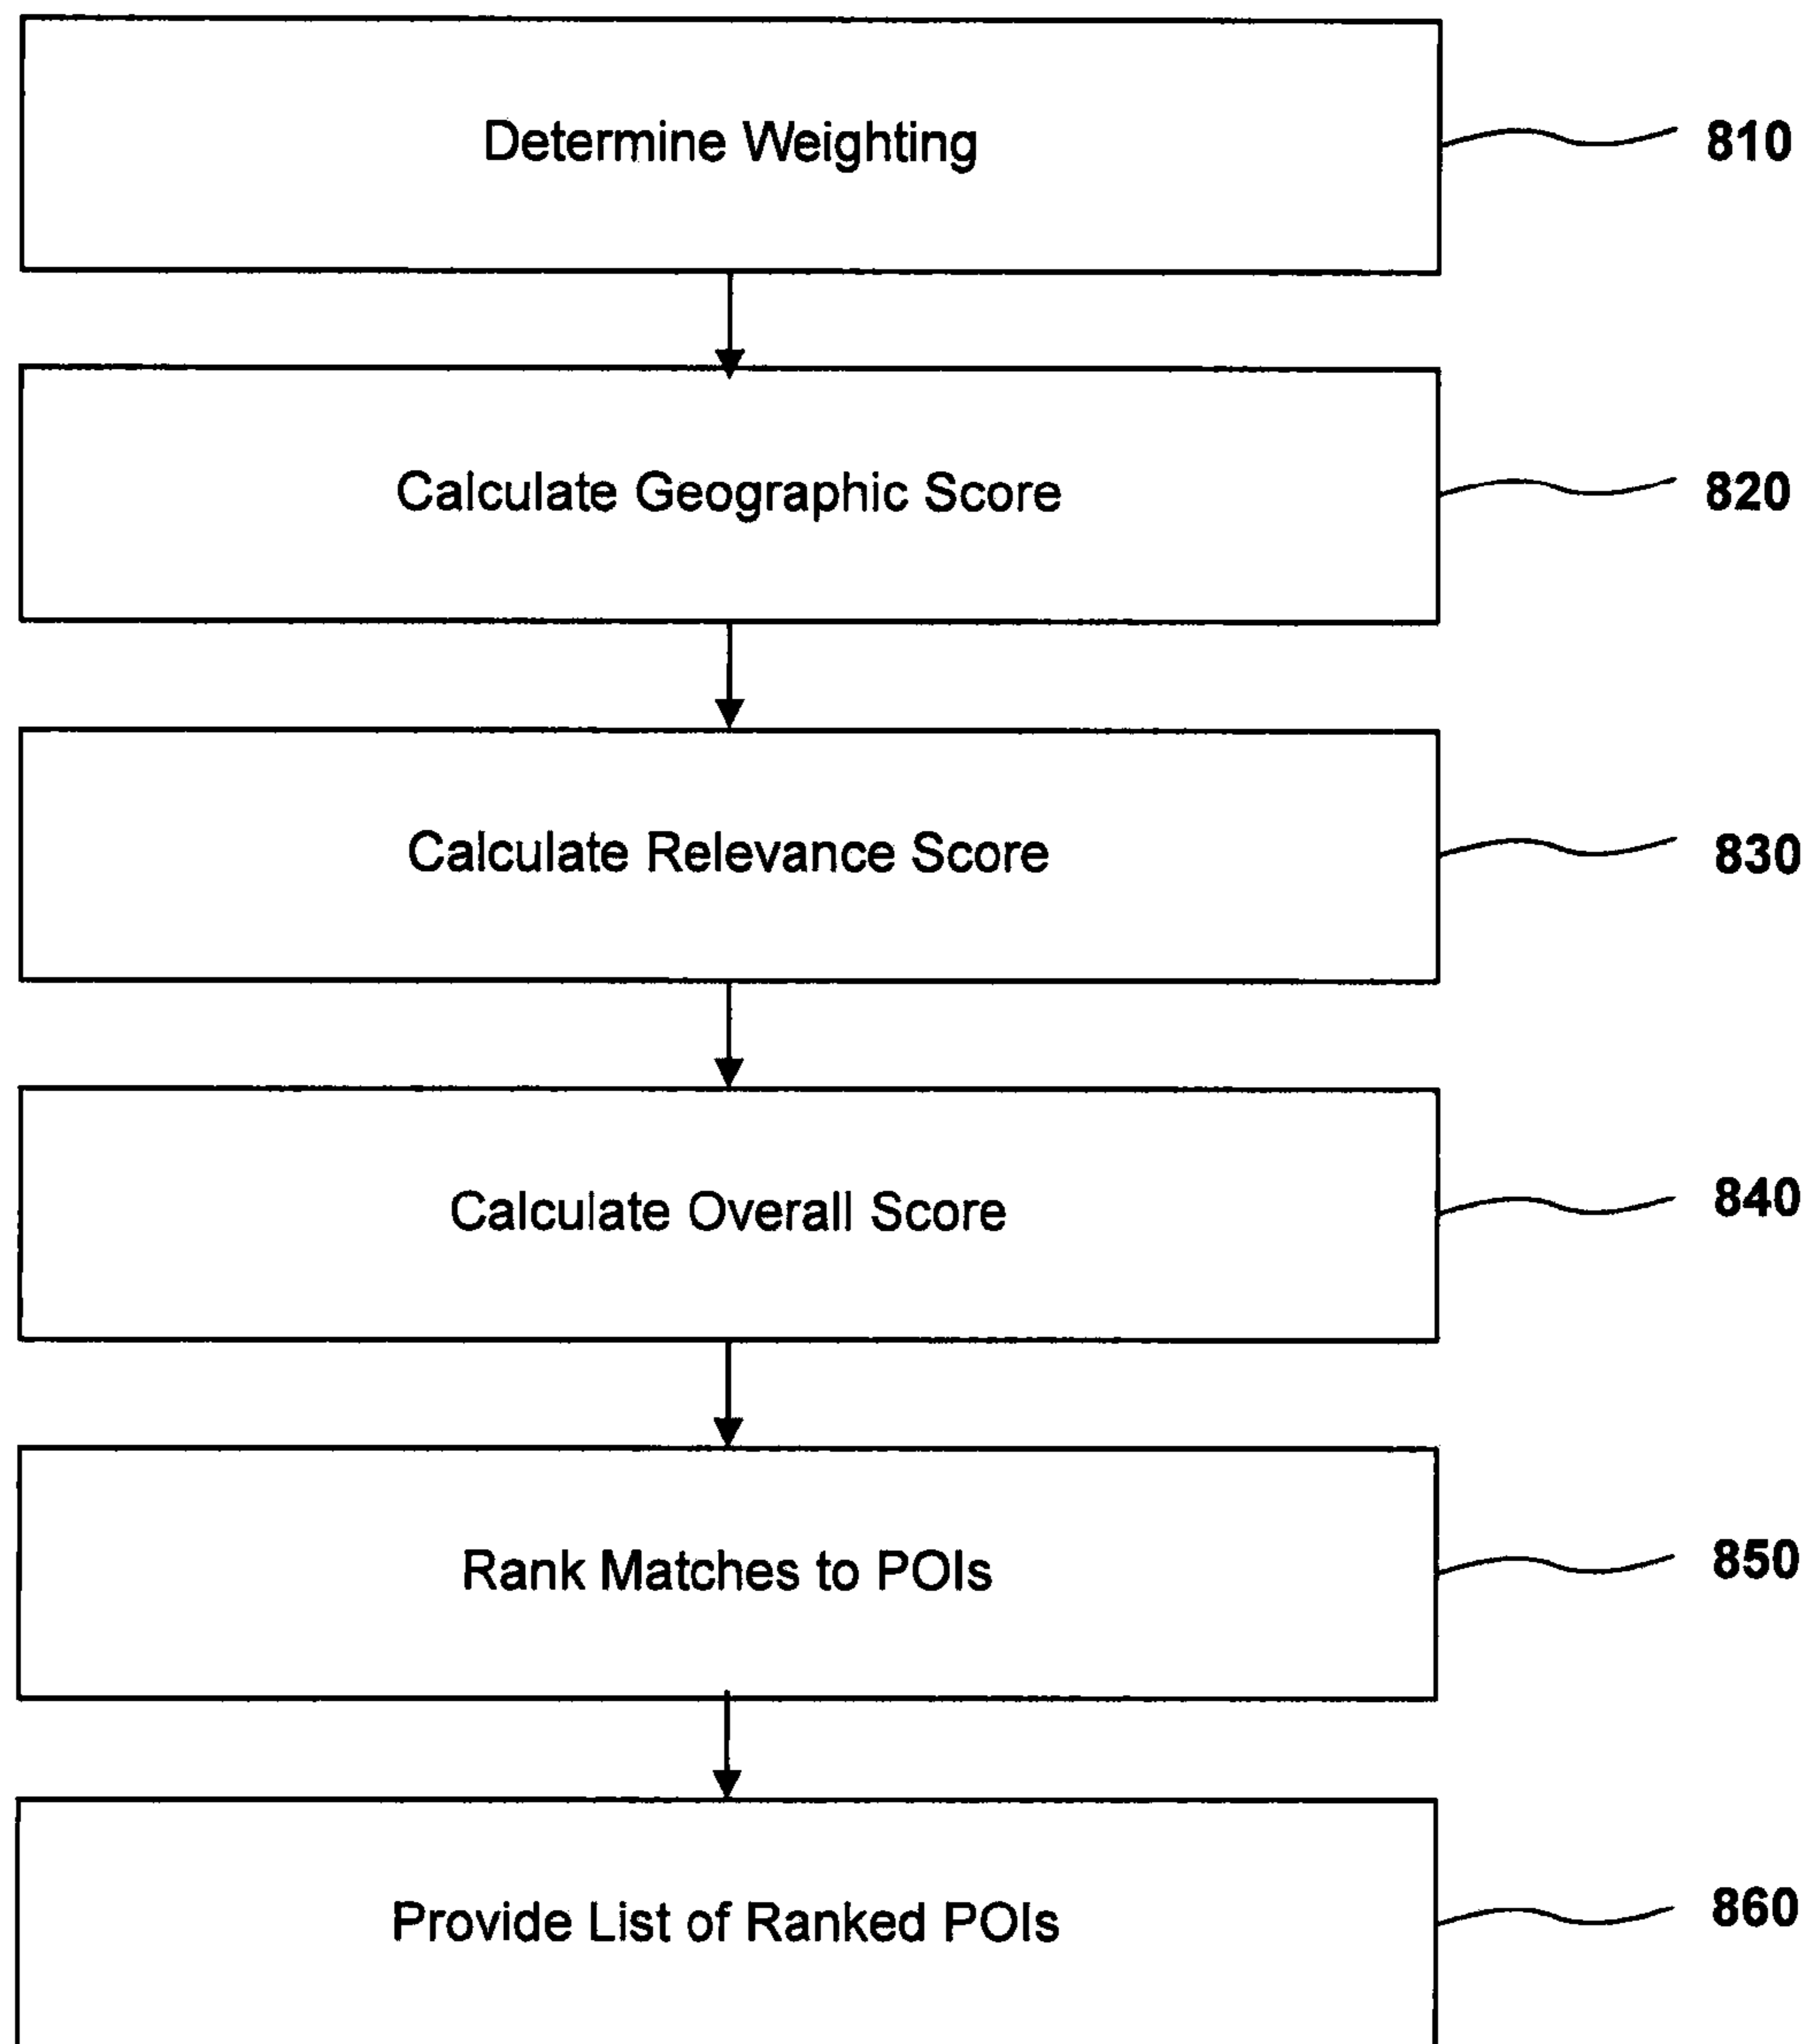 Determine Weighting
810
Calculate Geographic Score
820
Calculate Relevance Score
830
Calculate Overall Score
840
Rank Matches to POIs
850
Provide List of Ranked POIs
860